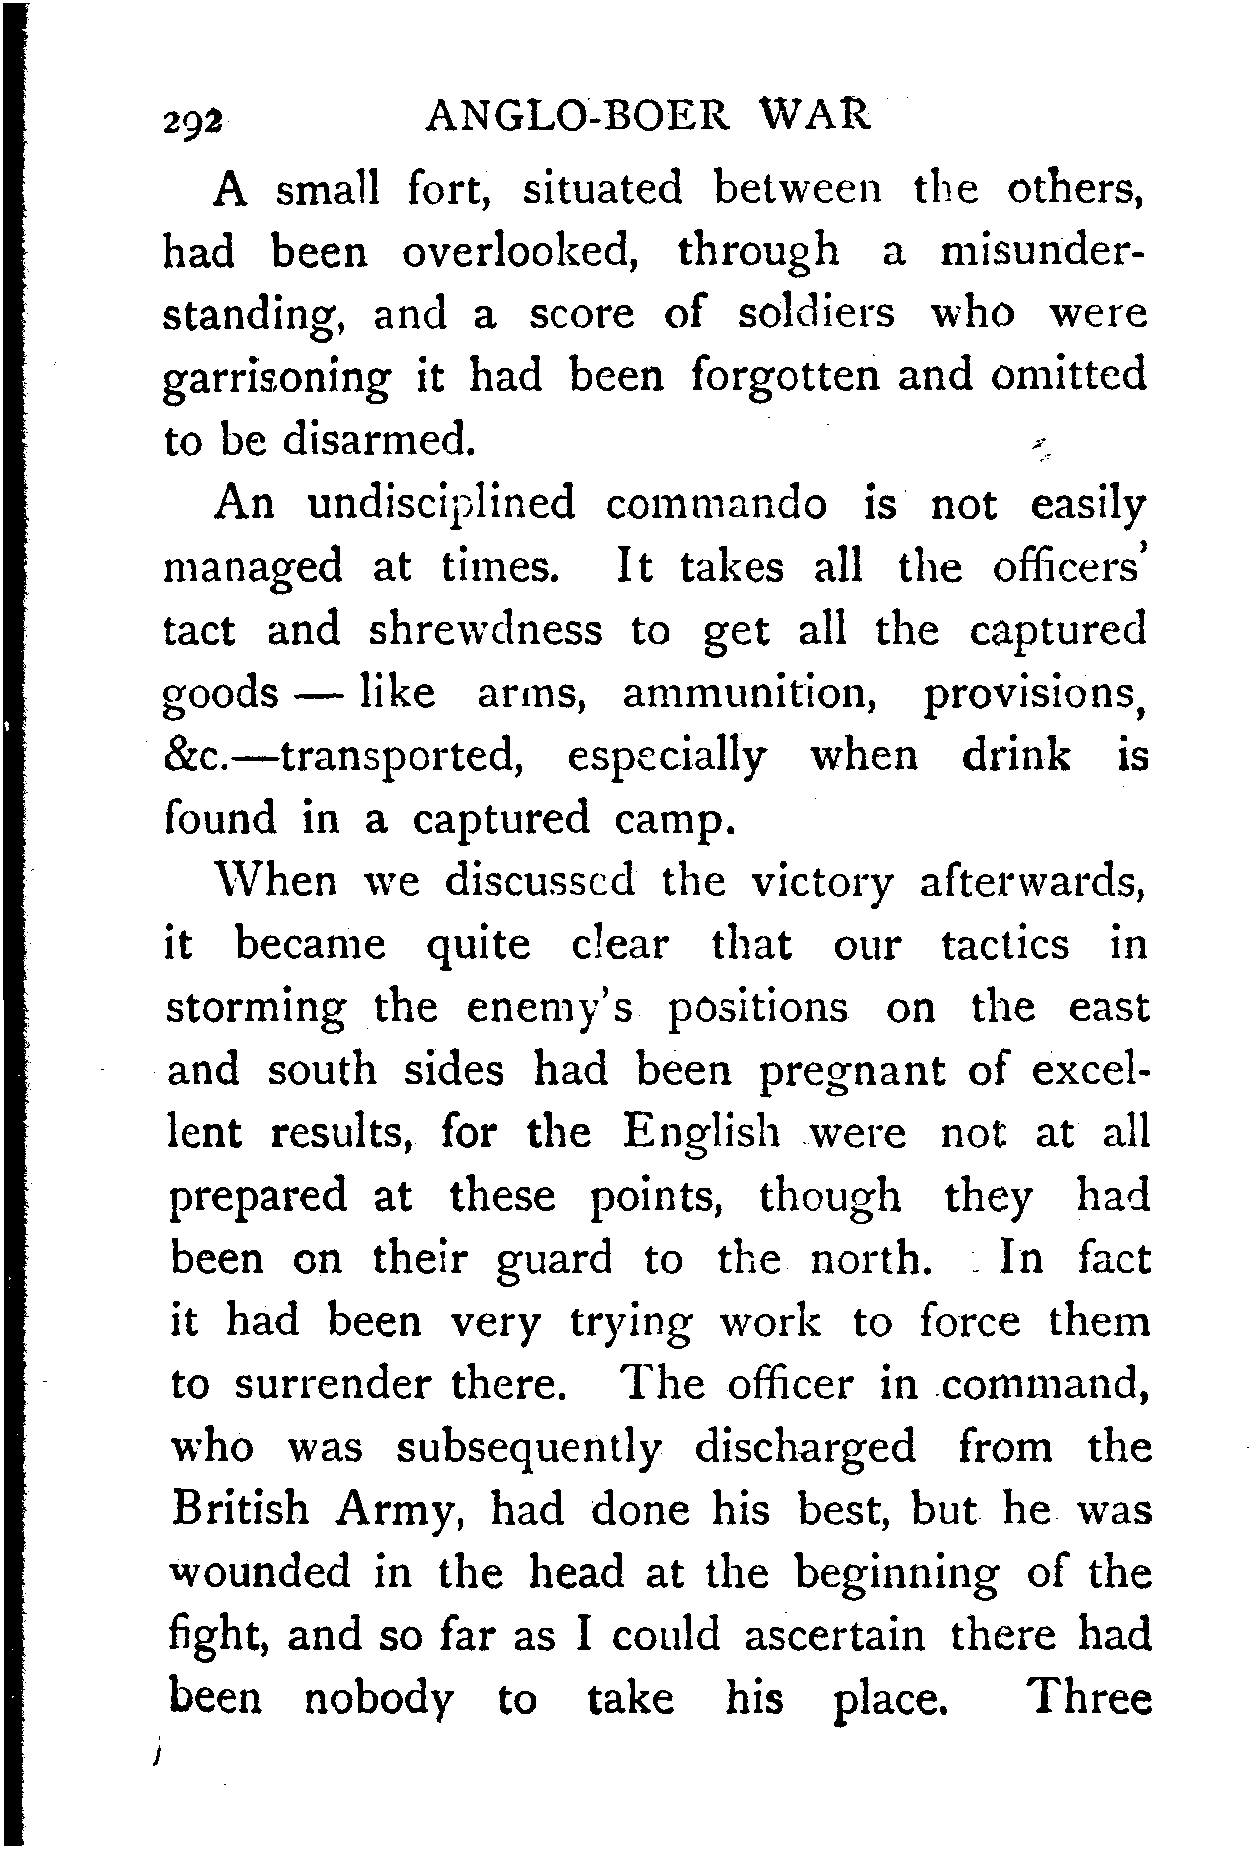 292 ANGLO-BOER WAR
A small fort, situated between the others,
had been overlooked, through a misunder-
standing, and a score of soldiers who were
garrisoning it had been forgotten and omitted
to be disarmed.
An undisciplined commando is not easily
managed at times. It takes all the officers'
tact and shrewdness to get all the captured
goods — like arms, ammunition, provisions,
&c.—transported, especially when drink is
found in a captured camp.
When we discussed the victory afterwards,
it became quite clear that our tactics in
storming the enemy's positions on the east
and south sides had been pregnant of excel-
lent results, for the English were not at all
prepared at these points, though they had
been on their guard to the north. In fact
it had been very trying work to force them
to surrender there. The officer in command,
who was subsequently discharged from the
British Army, had done his best, but he was
wounded in the head at the beginning of the
fight, and so far as I could ascertain there had
been nobody to take his place. Three